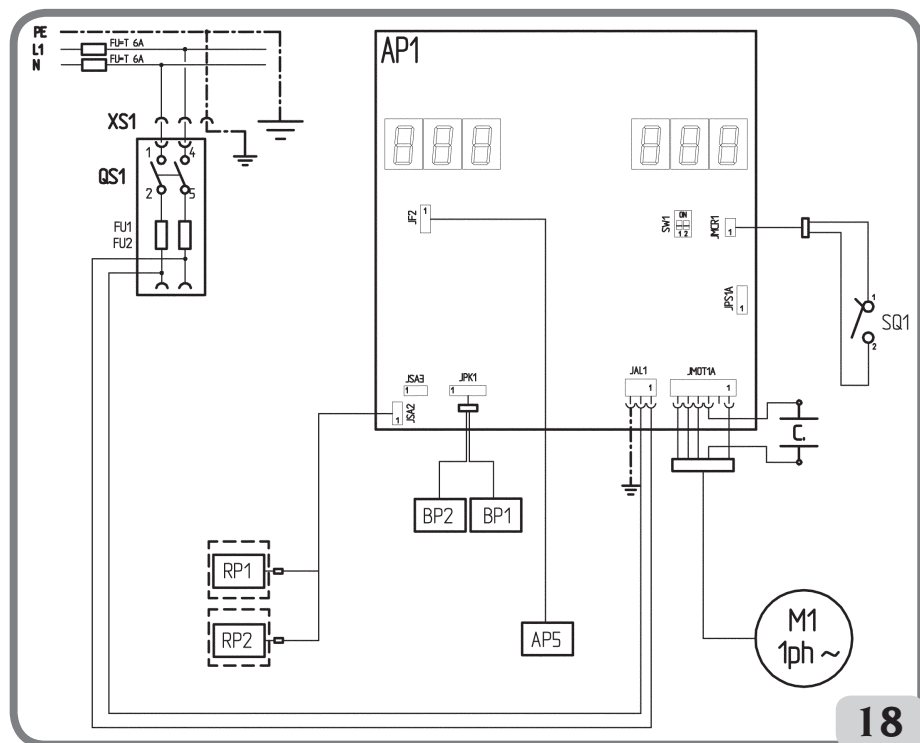 PE
L1 FU=T 6A
N FU=T 6A
AP1
XS1
1 4
QS1
2 5
FU1
FU2
JF2
1
SW1
ON
1 2
JMCR1
1
1
SQ1
2
JPS1A
1
JSA3
1
JPK1
1
JSA2
1
JAL1
1
JMOT1A
1
C.
BP2 BP1
RP1
RP2
AP5
M1
1ph ~
18